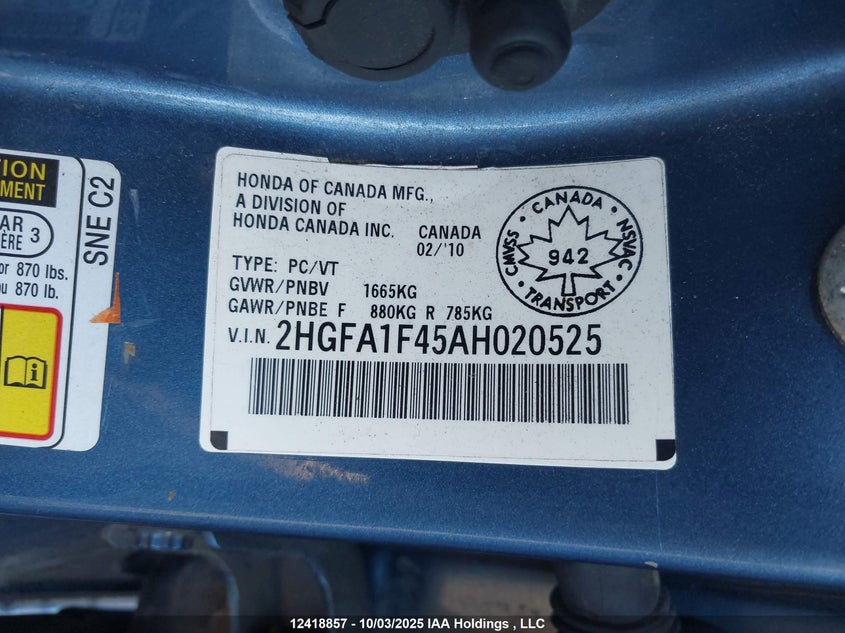 TION
MENT
AR 3
ÈRE
or 870 lbs.
u 870 lb.
SNE C2
HONDA OF CANADA MFG.,
A DIVISION OF
HONDA CANADA INC. CANADA
02/'10
TYPE: PC/VT
GVWR/PNBV 1665KG
GAWR/PNBE F 880KG R 785KG
V.I.N. 2HGFA1F45AH020525
CANADA
CMVSS
NSVAC
942
TRANSPORT
12418857 - 10/03/2025 IAA Holdings , LLC